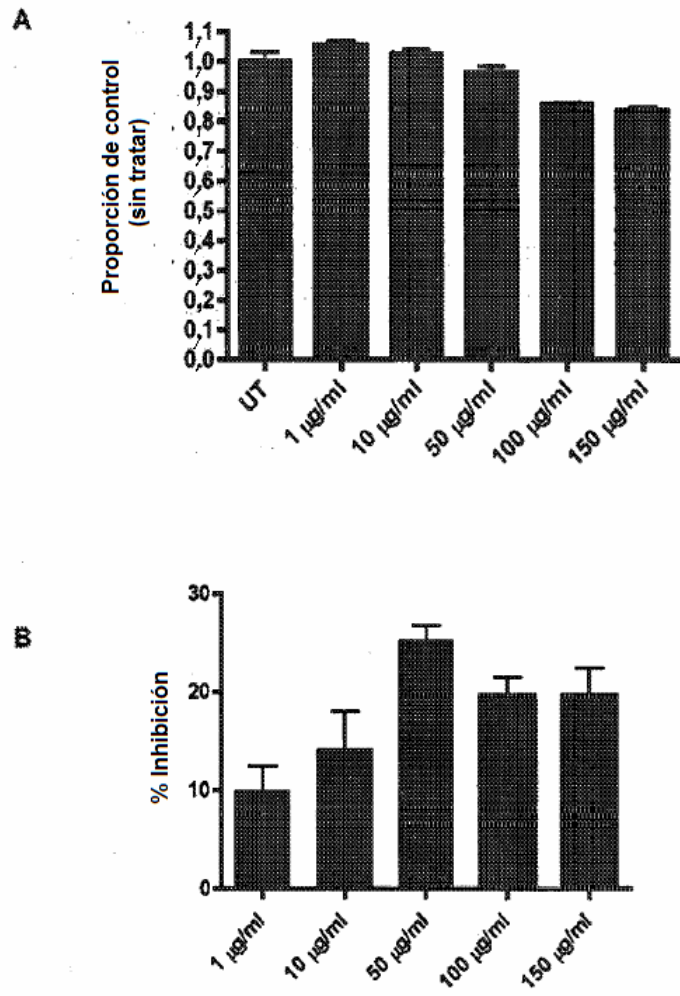 A
Proporción de control
(sin tratar)
1,1
1,0
0,9
0,8
0,7
0,6
0,5
0,4
0,3
0,2
0,1
0,0
UT
1 µg/ml
10 µg/ml
50 µg/ml
100 µg/ml
150 µg/ml
B
% Inhibición
30
20
10
0
1 µg/ml
10 µg/ml
50 µg/ml
100 µg/ml
150 µg/ml